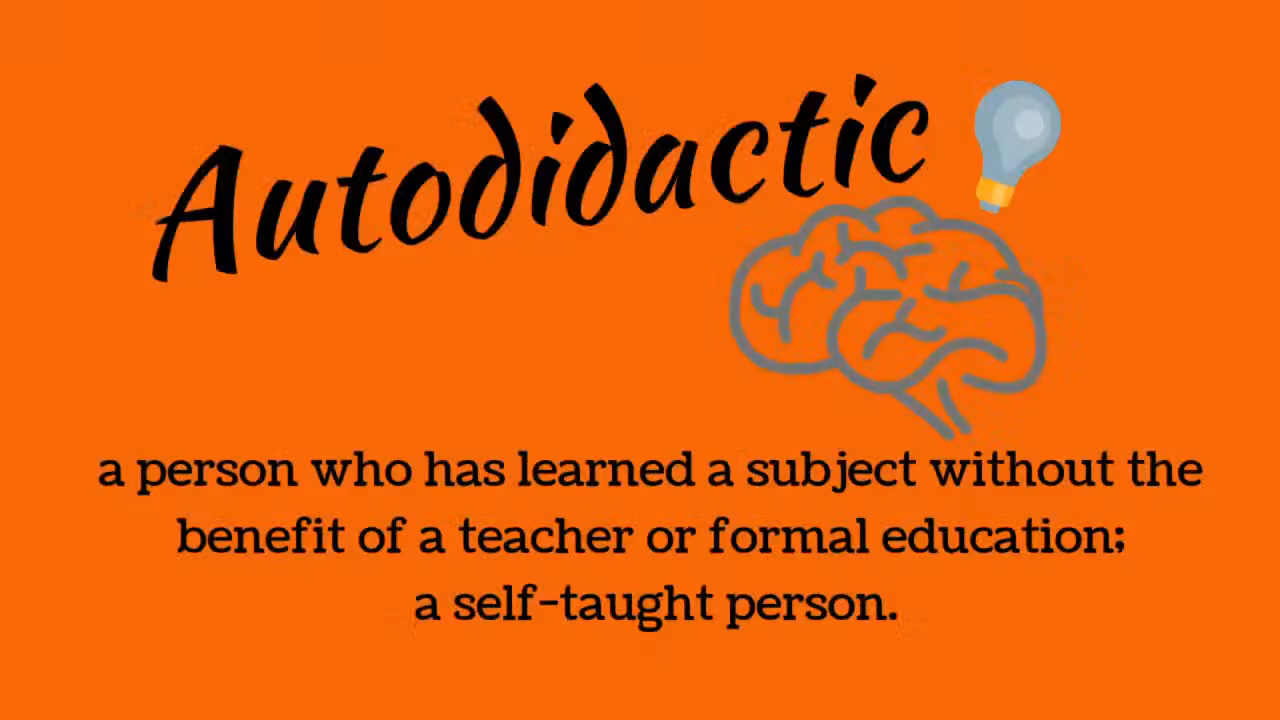 Autodidactic
a person who has learned a subject without the
benefit of a teacher or formal education;
a self-taught person.